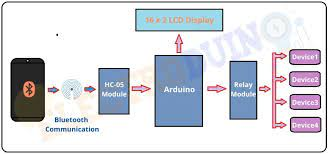 16 x 2 LCD Display
HC-05
Module
Arduino
Relay
Module
Device1
Device2
Device3
Device4
Bluetooth
Communication